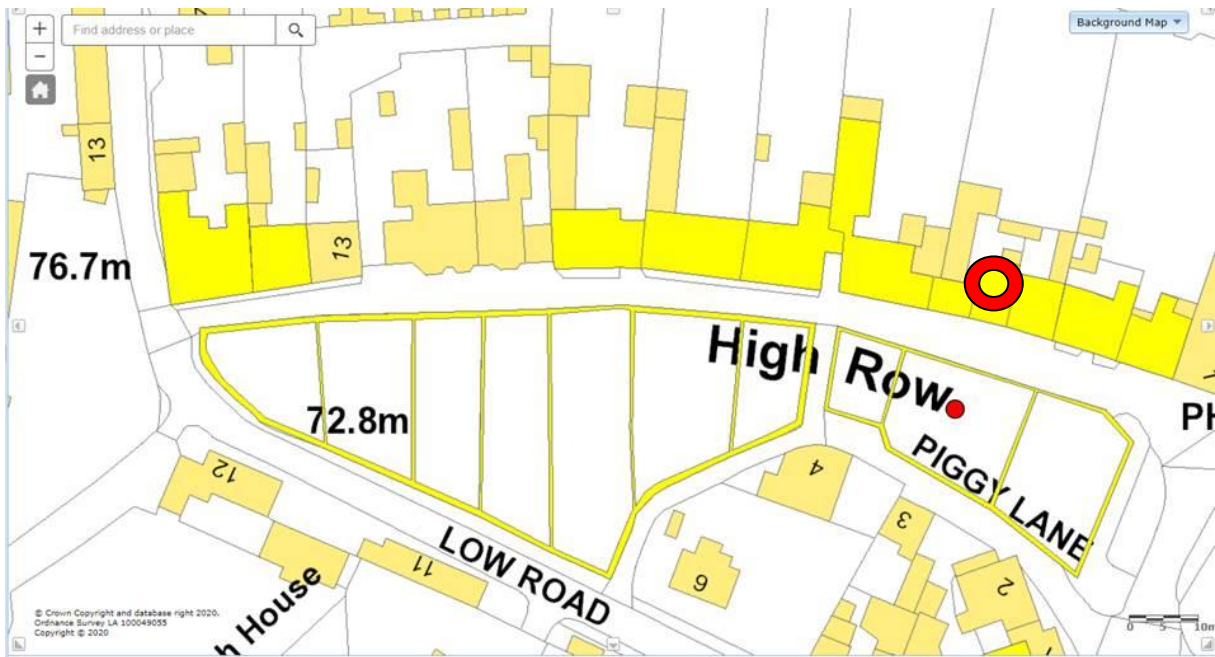 +
Find address or place
Background Map
−
13
13
76.7m
High Row
72.8m
PH
PIGGY LANE
12
4
3
LOW ROAD
11
6
2
h House
© Crown Copyright and database right 2020.
Ordnance Survey LA 100049055
Copyright © 2020
0 5 10m